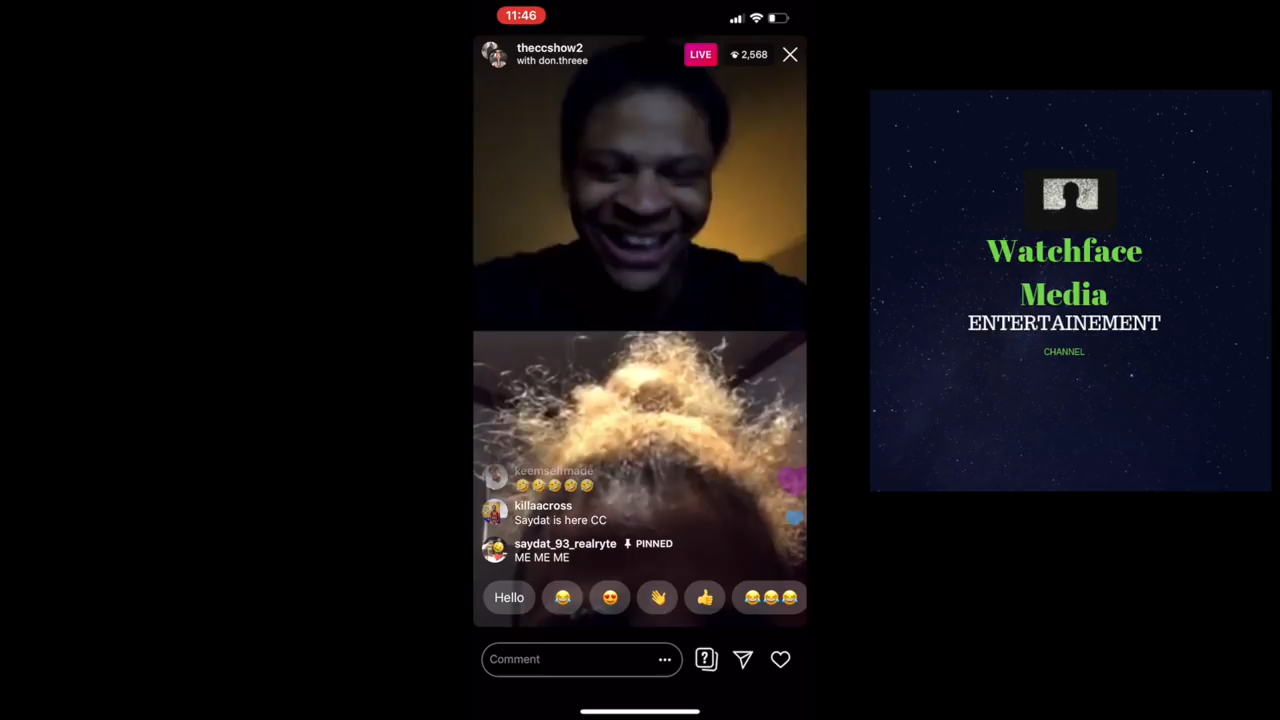 11:46
theccshow2
with don.threee
LIVE
2,568
keemselfmade
🤣🤣🤣🤣🤣
killaacross
Saydat is here CC
saydat_93_realryte PINNED
ME ME ME
Hello 😂 😍 👋 👍 😂😂😂
Comment
Watchface
Media
ENTERTAINEMENT
CHANNEL